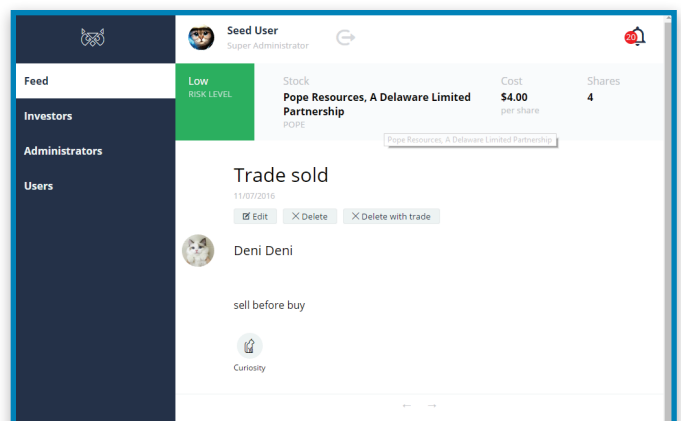 Seed User
Super Administrator
20
Feed
Investors
Administrators
Users
Low
RISK LEVEL
Stock
Pope Resources, A Delaware Limited
Partnership
POPE
Cost
$4.00
per share
Shares
4
Pope Resources, A Delaware Limited Partnership
Trade sold
11/07/2016
Edit
Delete
Delete with trade
Deni Deni
sell before buy
Curiosity